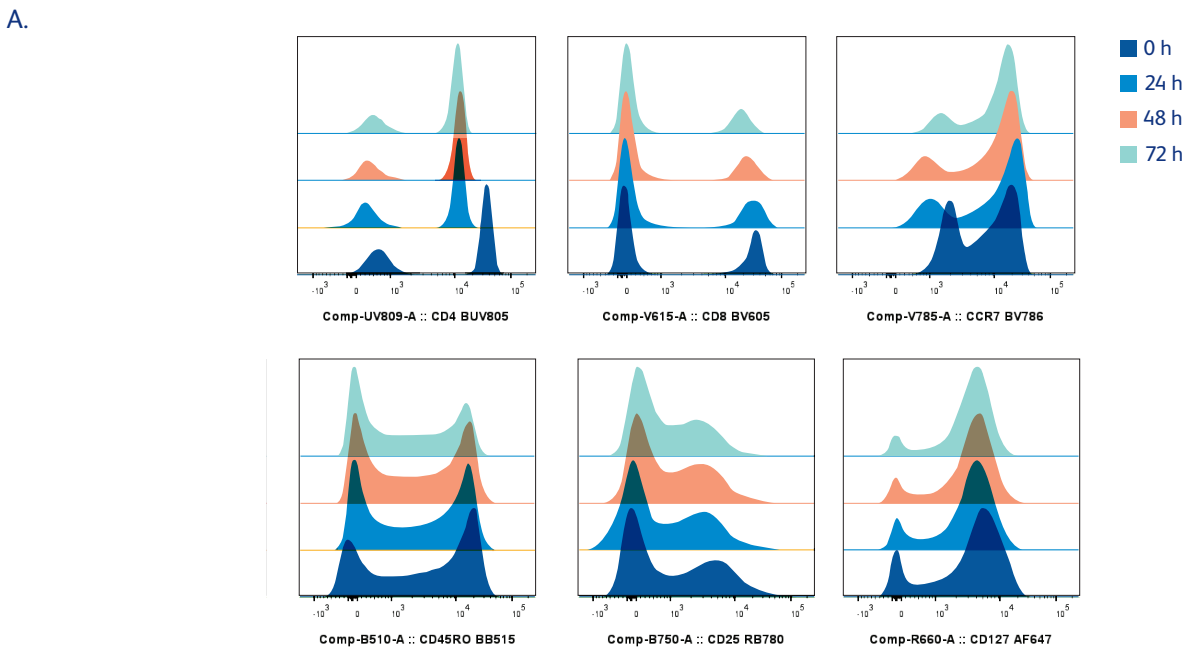 A.
0 h
24 h
48 h
72 h
-10³ 0 10³ 10⁴ 10⁵
Comp-UV809-A :: CD4 BUV805
-10³ 0 10³ 10⁴ 10⁵
Comp-V615-A :: CD8 BV605
-10³ 0 10³ 10⁴ 10⁵
Comp-V785-A :: CCR7 BV786
-10³ 0 10³ 10⁴ 10⁵
Comp-B510-A :: CD45RO BB515
-10³ 0 10³ 10⁴ 10⁵
Comp-B750-A :: CD25 RB780
-10³ 0 10³ 10⁴ 10⁵
Comp-R660-A :: CD127 AF647